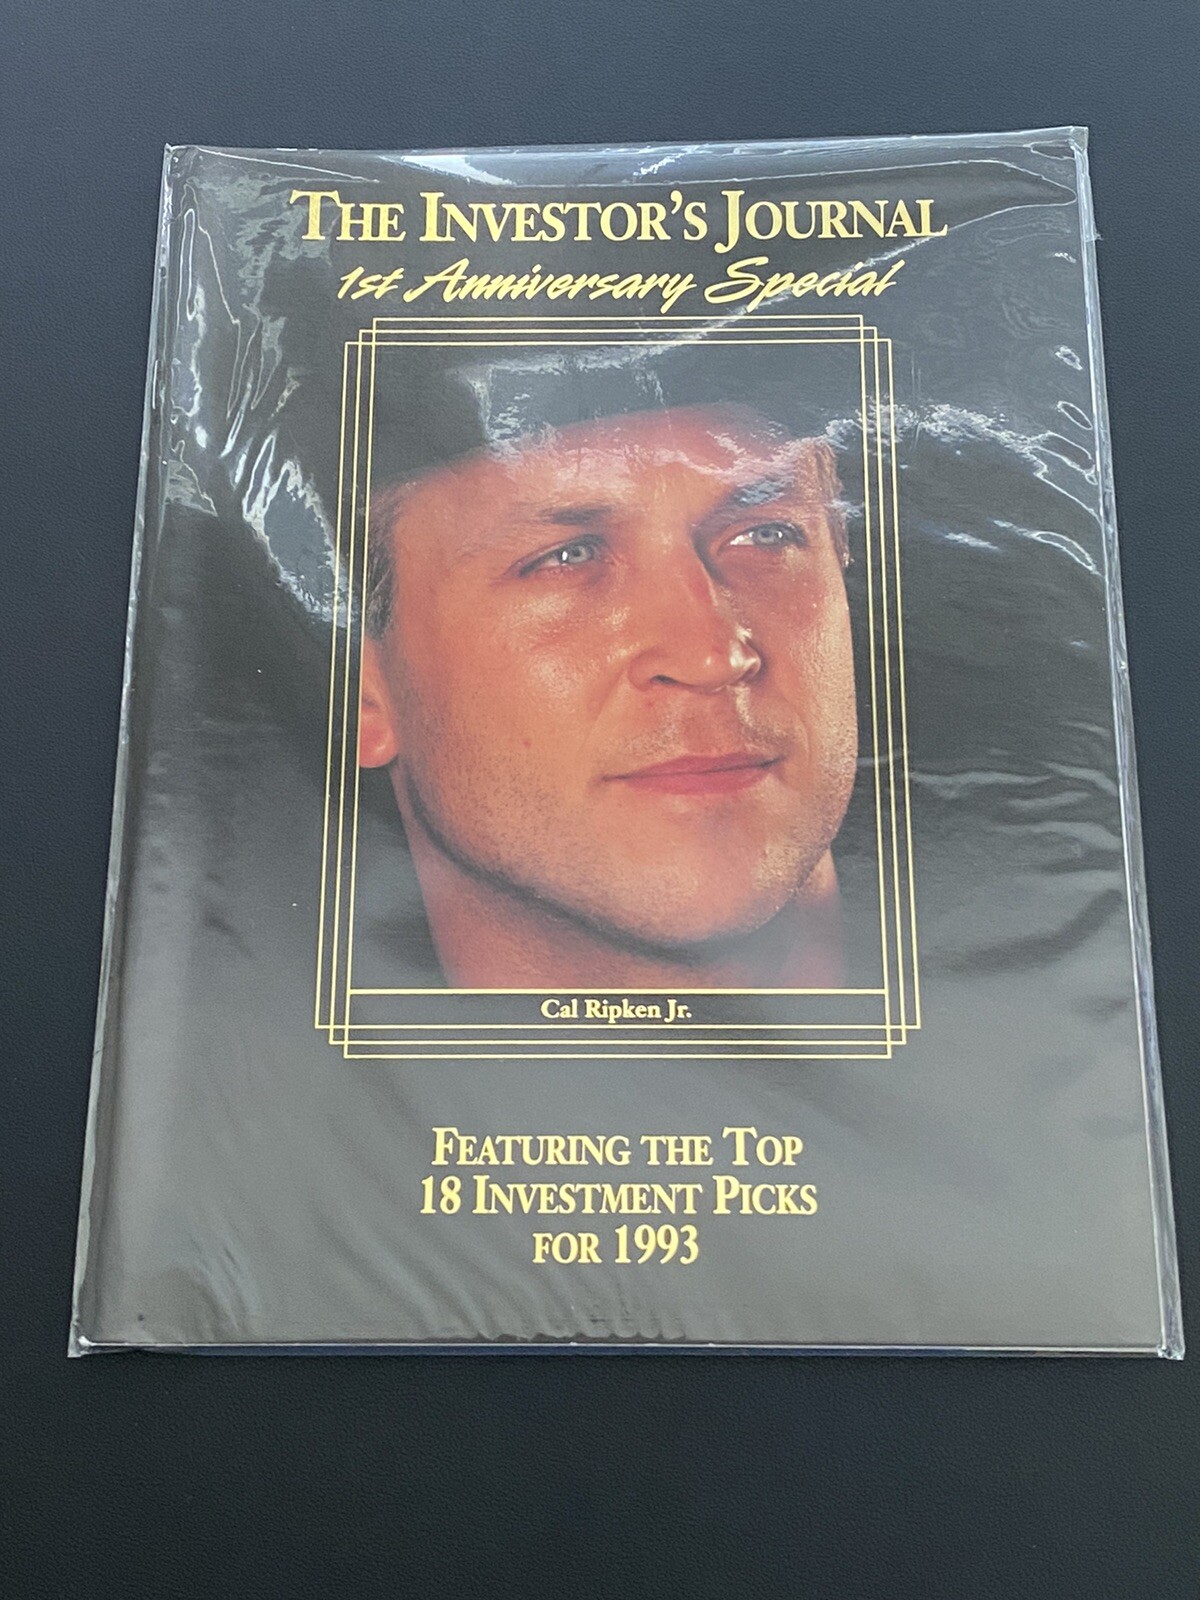 THE INVESTOR'S JOURNAL
1st Anniversary Special
Cal Ripken Jr.
FEATURING THE TOP
18 INVESTMENT PICKS
FOR 1993